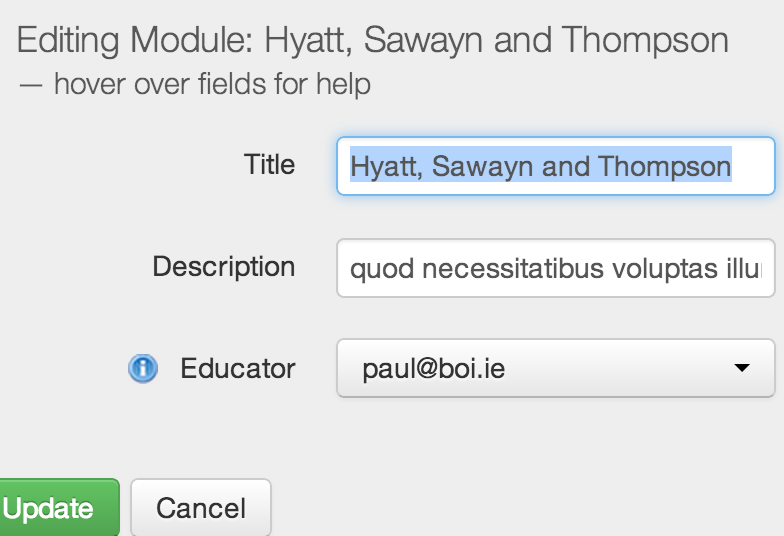 Editing Module: Hyatt, Sawayn and Thompson
— hover over fields for help
Title Hyatt, Sawayn and Thompson
Description quod necessitatibus voluptas illu
Educator paul@boi.ie
Update Cancel